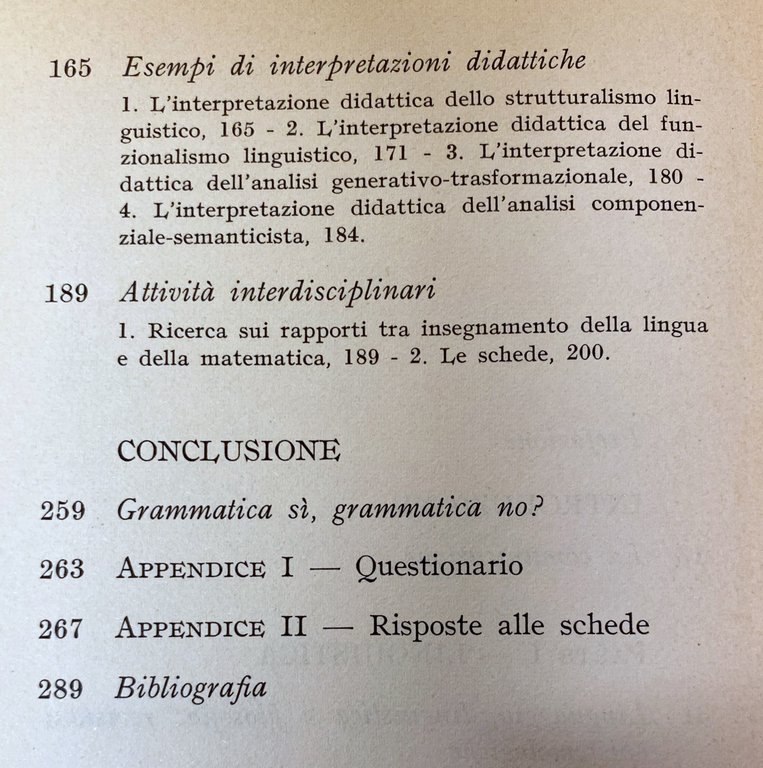 165 Esempi di interpretazioni didattiche
1. L'interpretazione didattica dello strutturalismo lin-
guistico, 165 - 2. L'interpretazione didattica del fun-
zionalismo linguistico, 171 - 3. L'interpretazione di-
dattica dell'analisi generativo-trasformazionale, 180 -
4. L'interpretazione didattica dell'analisi componen-
ziale-semanticista, 184.
189 Attività interdisciplinari
1. Ricerca sui rapporti tra insegnamento della lingua
e della matematica, 189 - 2. Le schede, 200.
CONCLUSIONE
259 Grammatica sì, grammatica no?
263 APPENDICE I — Questionario
267 APPENDICE II — Risposte alle schede
289 Bibliografia